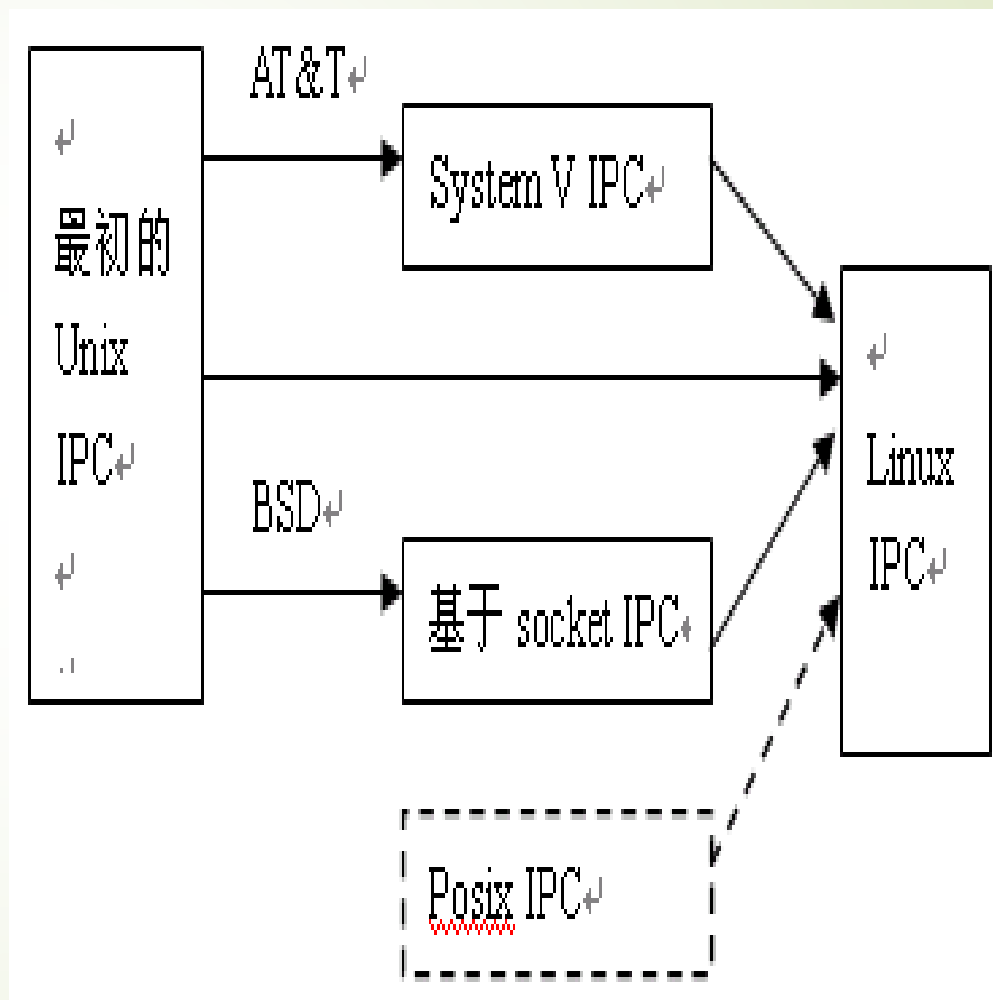 最初的
Unix
IPC
AT&T
System V IPC
BSD
基于 socket IPC
Posix IPC
Linux
IPC